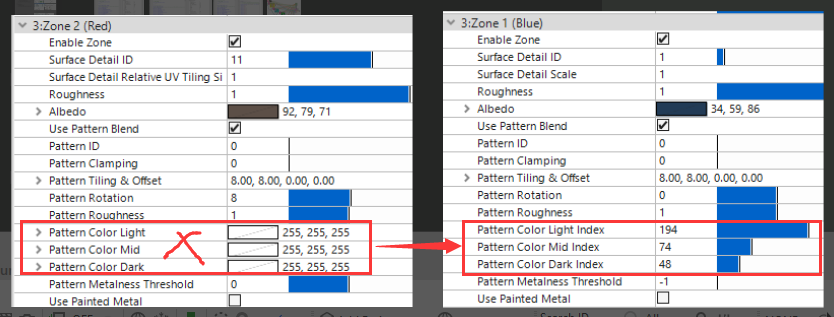 3:Zone 2 (Red)
Enable Zone
Surface Detail ID 11
Surface Detail Relative UV Tiling Si 1
Roughness 1
Albedo 92, 79, 71
Use Pattern Blend
Pattern ID 0
Pattern Clamping 0
Pattern Tiling & Offset 8.00, 8.00, 0.00, 0.00
Pattern Rotation 8
Pattern Roughness 1
Pattern Color Light 255, 255, 255
Pattern Color Mid 255, 255, 255
Pattern Color Dark 255, 255, 255
Pattern Metalness Threshold 0
Use Painted Metal
3:Zone 1 (Blue)
Enable Zone
Surface Detail ID 1
Surface Detail Scale 1
Roughness 1
Albedo 34, 59, 86
Use Pattern Blend
Pattern ID 0
Pattern Clamping 0
Pattern Tiling & Offset 8.00, 8.00, 0.00, 0.00
Pattern Rotation 0
Pattern Roughness 1
Pattern Color Light Index 194
Pattern Color Mid Index 74
Pattern Color Dark Index 48
Pattern Metalness Threshold -1
Use Painted Metal